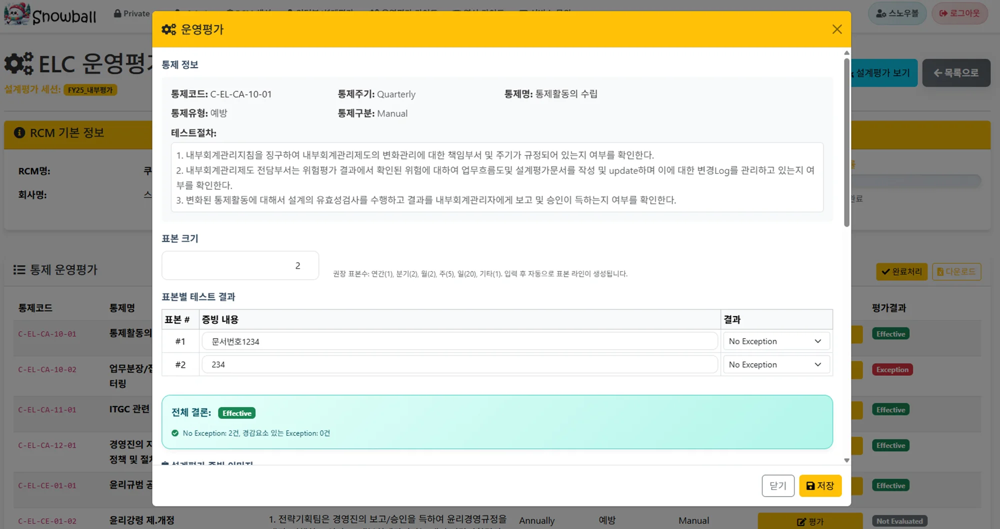 Snowball
Private
스노우볼
로그아웃
운영평가
ELC 운영평가
설계평가 세션: FY25_내부평가
설계평가 보기
목록으로
통제 정보
통제코드: C-EL-CA-10-01
통제주기: Quarterly
통제명: 통제활동의 수립
통제유형: 예방
통제구분: Manual
테스트절차:
1. 내부회계관리지침을 징구하여 내부회계관리제도의 변화관리에 대한 책임부서 및 주기가 규정되어 있는지 여부를 확인한다.
2. 내부회계관리제도 전담부서는 위험평가 결과에서 확인된 위험에 대하여 업무흐름도및 설계평가문서를 작성 및 update하며 이에 대한 변경Log를 관리하고 있는지 여
부를 확인한다.
3. 변화된 통제활동에 대해서 설계의 유효성검사를 수행하고 결과를 내부회계관리자에게 보고 및 승인이 득하는지 여부를 확인한다.
RCM 기본 정보
RCM명:
회사명:
완료
표본 크기
2
권장 표본수: 연간(1), 분기(2), 월(2), 주(5), 일(20), 기타(1). 입력 후 자동으로 표본 라인이 생성됩니다.
통제 운영평가
완료처리
다운로드
표본별 테스트 결과
표본 # 증빙 내용 결과
#1 문서번호1234 No Exception
#2 234 No Exception
전체 결론: Effective
No Exception: 2건, 경감요소 있는 Exception: 0건
설계평가 증빙 이미지
닫기
저장
통제코드 통제명 평가결과
C-EL-CA-10-01 통제활동의 Effective
C-EL-CA-10-02 업무분장/ Exception
터링
C-EL-CA-11-01 ITGC 관련 Effective
C-EL-CA-12-01 경영진의 Effective
정책 및
C-EL-CE-01-01 윤리규범 Effective
C-EL-CE-01-02 윤리강령 제.개정 1. 전략기획팀은 경영진의 보고/승인을 득하여 윤리경영규정을 Annually 예방 Manual 평가 Not Evaluated